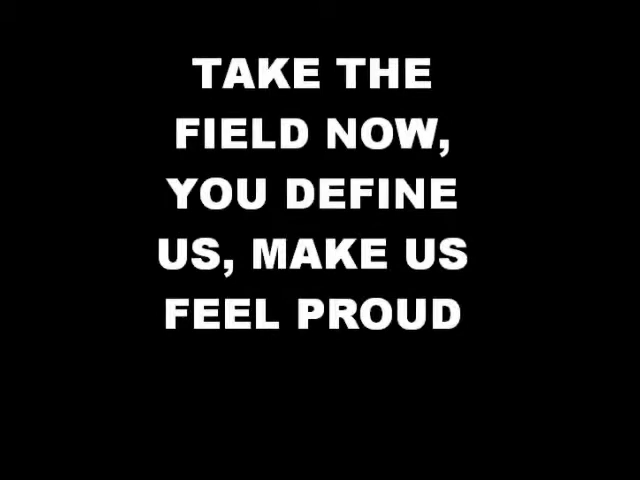 TAKE THE
FIELD NOW,
YOU DEFINE
US, MAKE US
FEEL PROUD